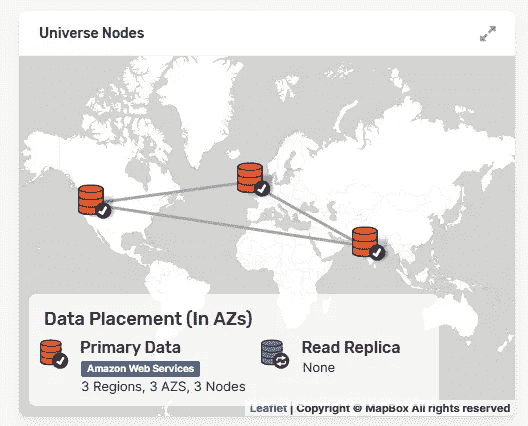 Universe Nodes
Data Placement (In AZs)
Primary Data
Amazon Web Services
3 Regions, 3 AZS, 3 Nodes
Read Replica
None
Leaflet | Copyright © MapBox All rights reserved